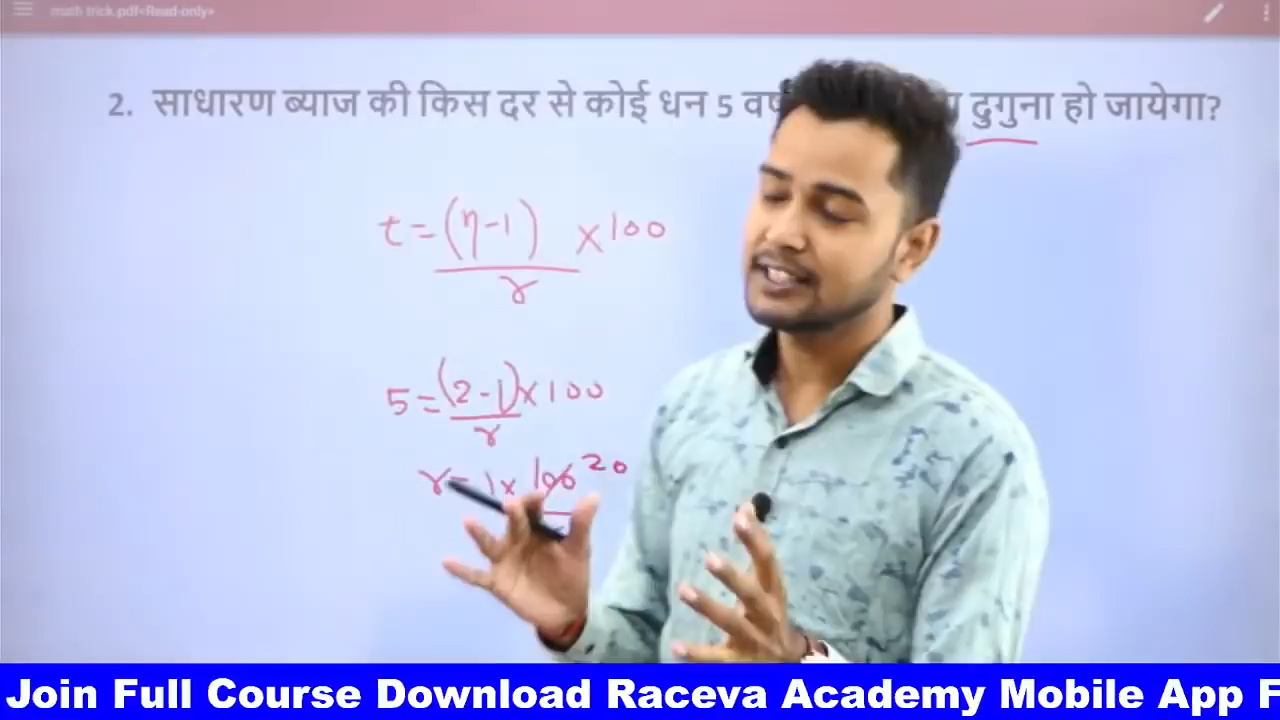 math trick.pdf<Read-only>
2. साधारण ब्याज की किस दर से कोई धन 5 दुगुना हो जायेगा?
t = (η-1) × 100
r
5 = (2-1) × 100
r
r = 1 × 100 20
Join Full Course Download Raceva Academy Mobile App F